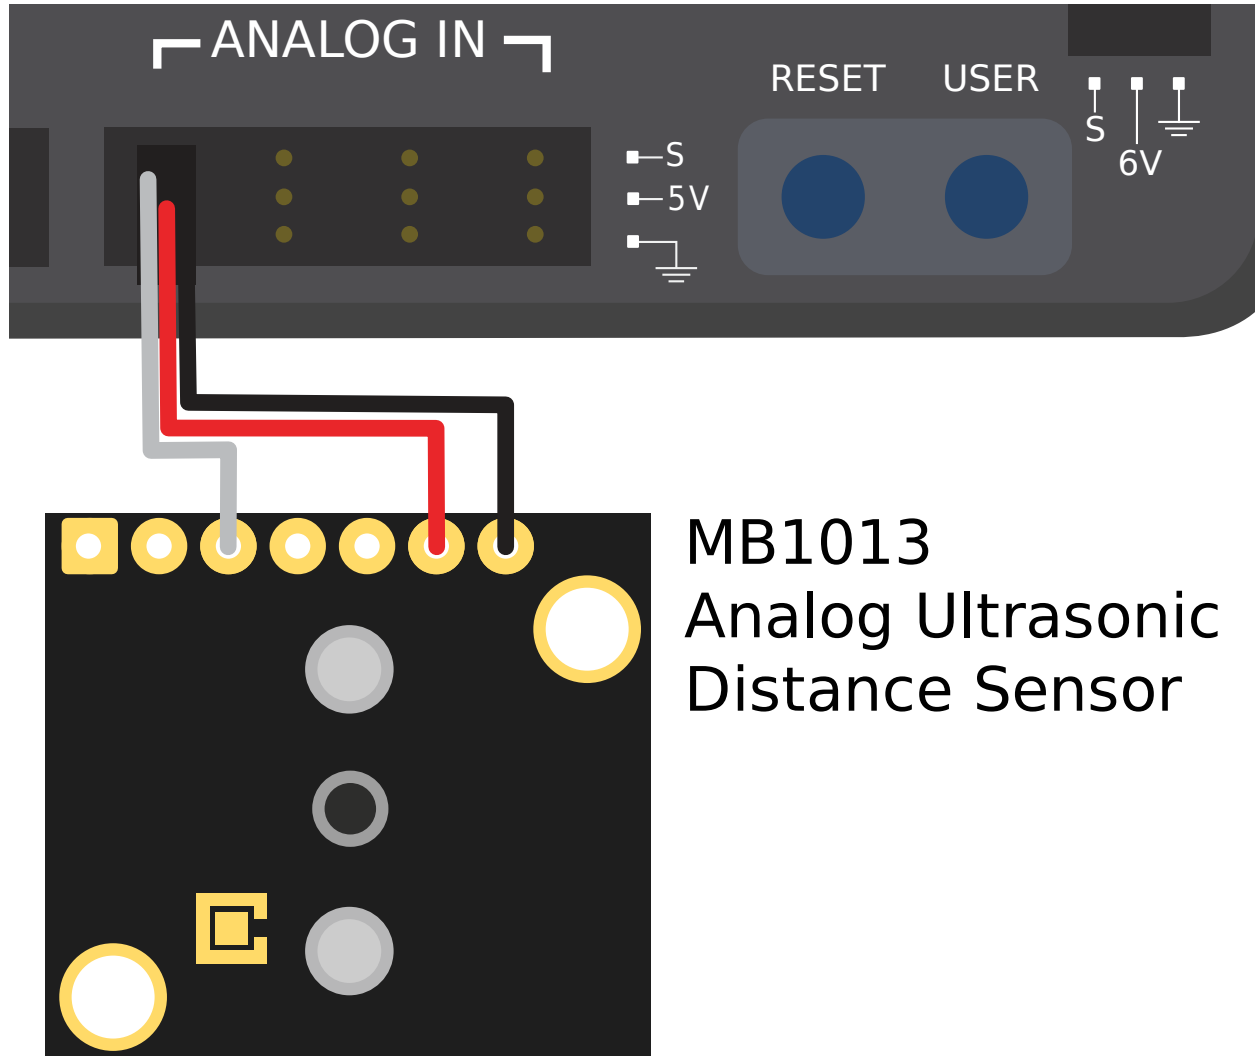 ANALOG IN
RESET
USER
S
6V
S
5V
MB1013
Analog Ultrasonic
Distance Sensor